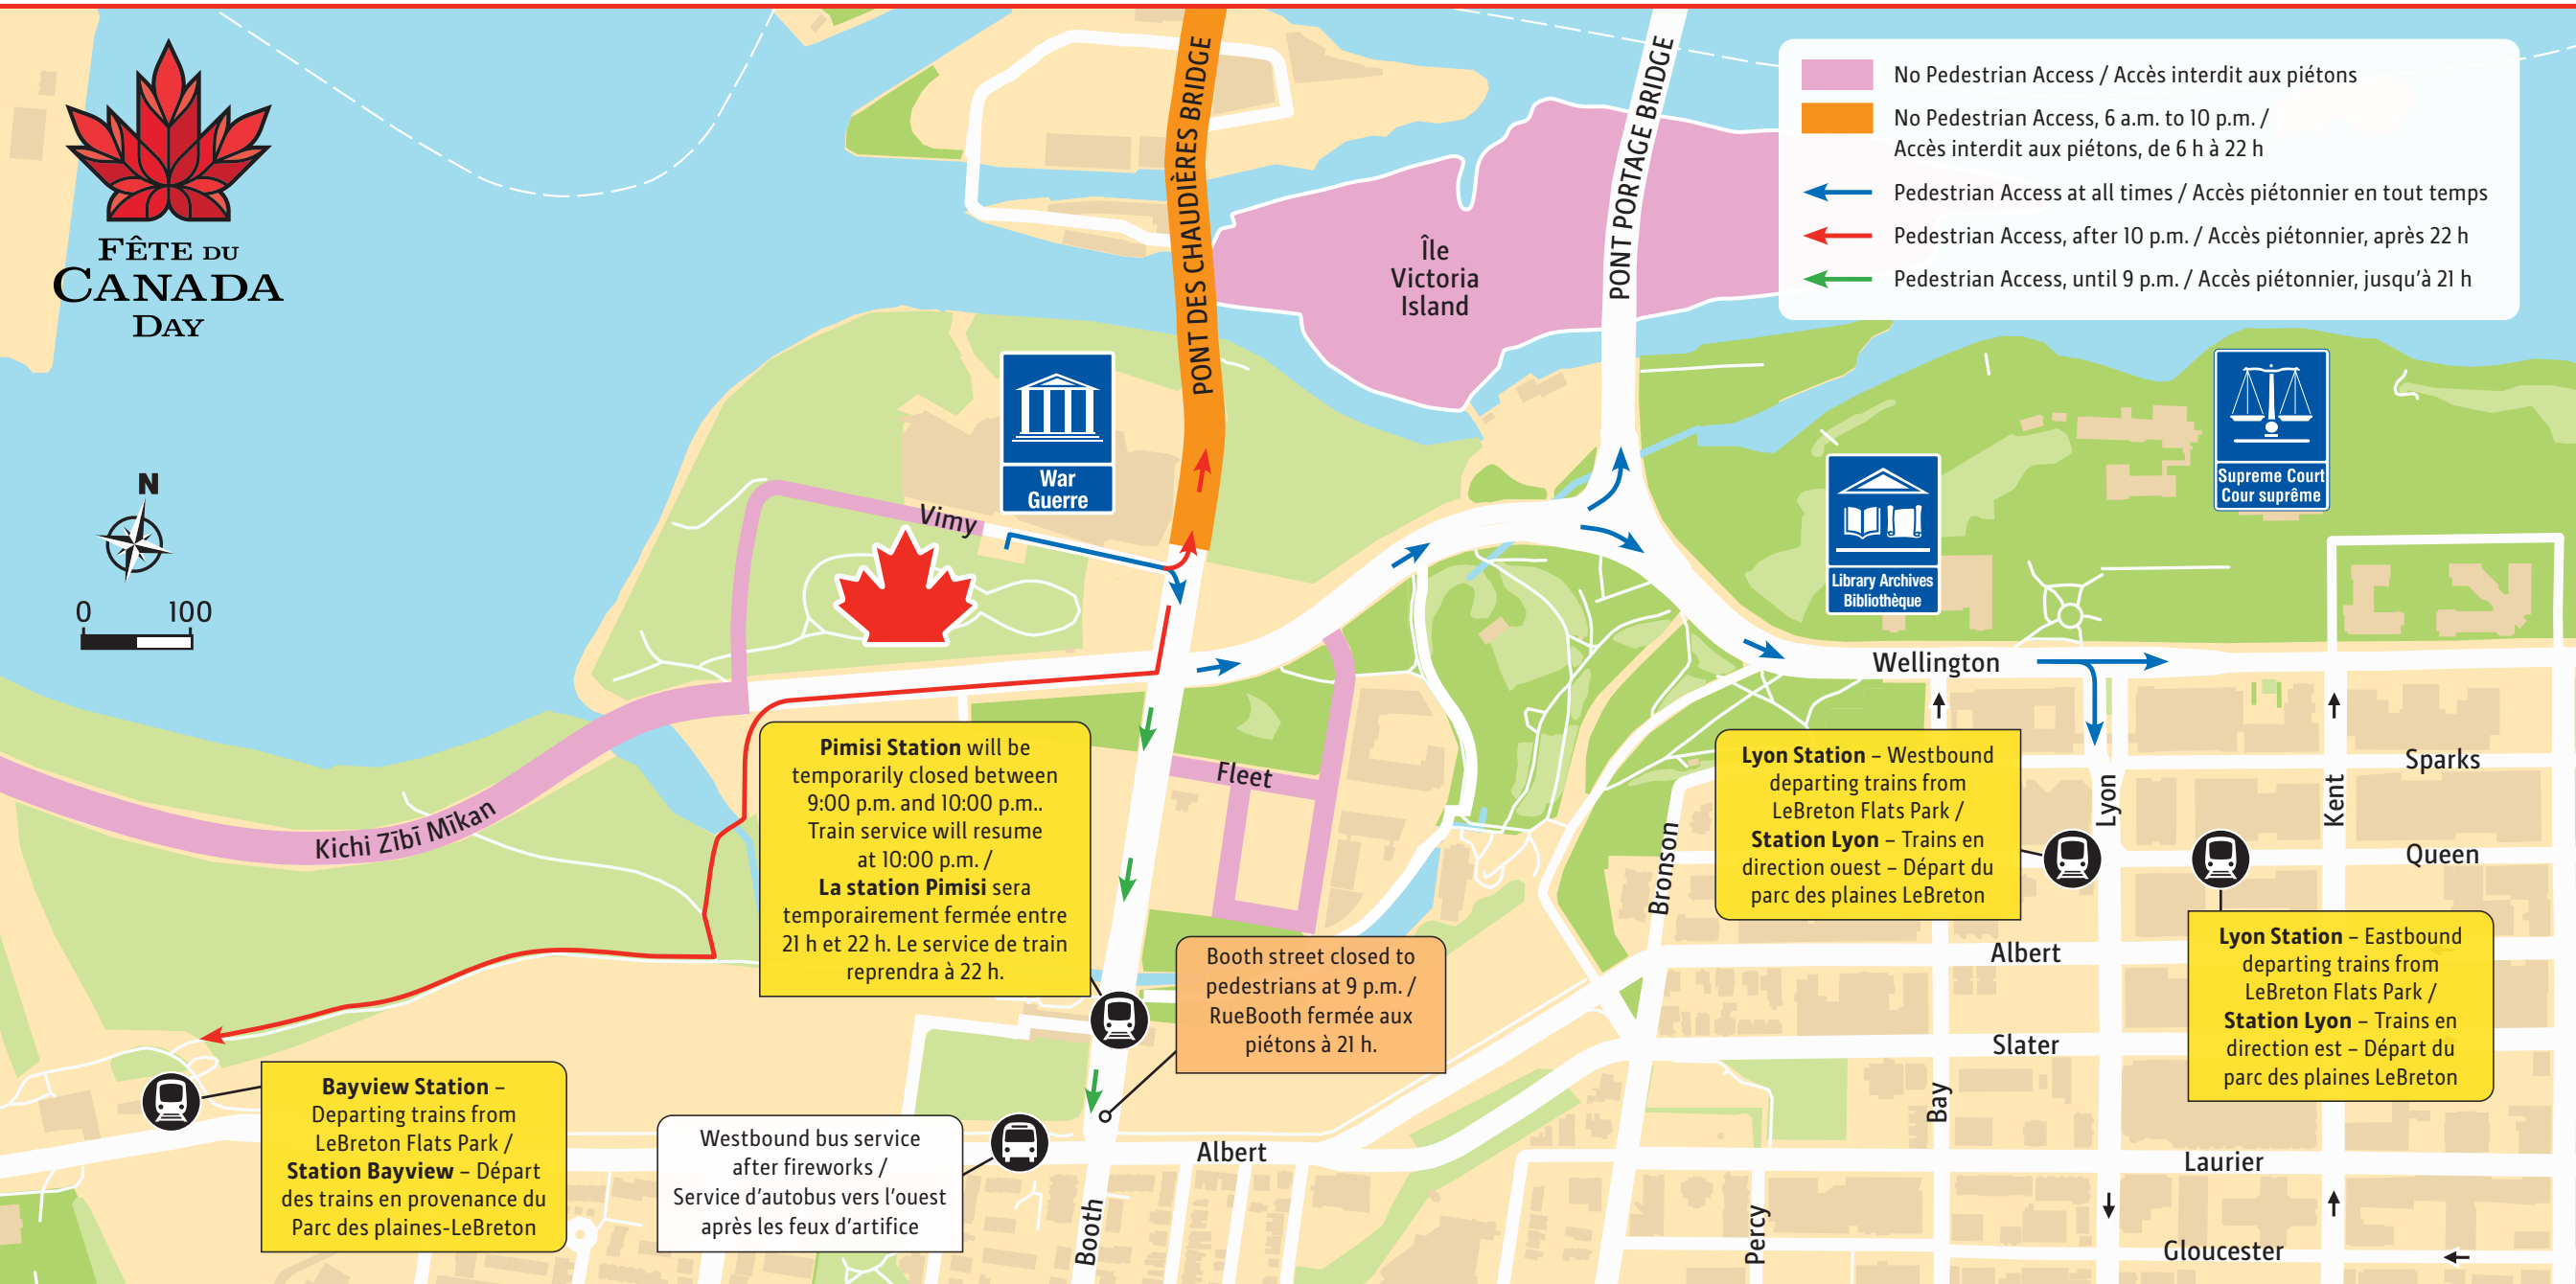 FÊTE DU
CANADA
DAY
N
0 100
PONT DES CHAUDIÈRES BRIDGE
PONT PORTAGE BRIDGE
No Pedestrian Access / Accès interdit aux piétons
No Pedestrian Access, 6 a.m. to 10 p.m. /
Accès interdit aux piétons, de 6 h à 22 h
Pedestrian Access at all times / Accès piétonnier en tout temps
Pedestrian Access, after 10 p.m. / Accès piétonnier, après 22 h
Pedestrian Access, until 9 p.m. / Accès piétonnier, jusqu'à 21 h
Île
Victoria
Island
War
Guerre
Vimy
Library Archives
Bibliothèque
Supreme Court
Cour suprême
Wellington
Kichi Zībī Mīkan
Pimisi Station will be
temporarily closed between
9:00 p.m. and 10:00 p.m..
Train service will resume
at 10:00 p.m. /
La station Pimisi sera
temporairement fermée entre
21 h et 22 h. Le service de train
reprendra à 22 h.
Fleet
Bronson
Lyon Station – Westbound
departing trains from
LeBreton Flats Park /
Station Lyon – Trains en
direction ouest – Départ du
parc des plaines LeBreton
Lyon
Kent
Sparks
Queen
Albert
Slater
Lyon Station – Eastbound
departing trains from
LeBreton Flats Park /
Station Lyon – Trains en
direction est – Départ du
parc des plaines LeBreton
Booth street closed to
pedestrians at 9 p.m. /
RueBooth fermée aux
piétons à 21 h.
Bayview Station –
Departing trains from
LeBreton Flats Park /
Station Bayview – Départ
des trains en provenance du
Parc des plaines-LeBreton
Westbound bus service
after fireworks /
Service d'autobus vers l'ouest
après les feux d'artifice
Albert
Booth
Bay
Percy
Laurier
Gloucester